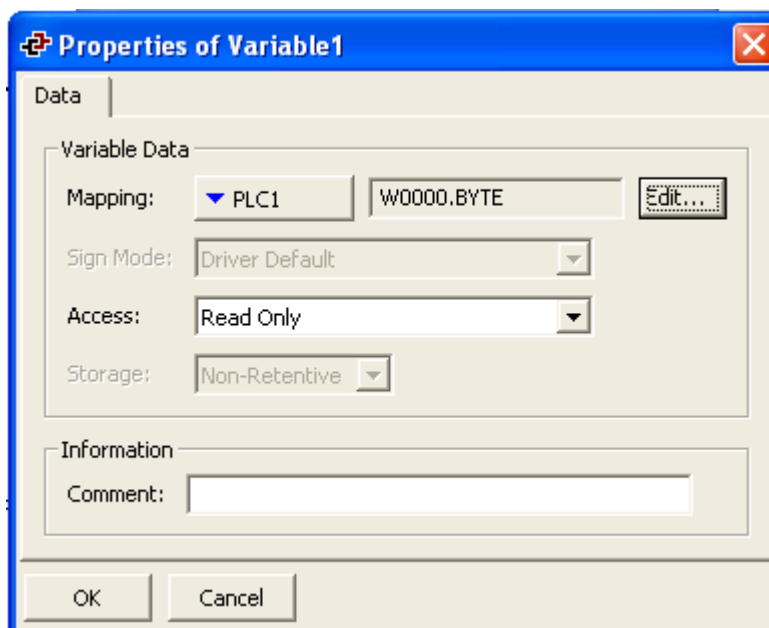 Properties of Variable1
Data
Variable Data
Mapping: PLC1 W0000.BYTE Edit...
Sign Mode: Driver Default
Access: Read Only
Storage: Non-Retentive
Information
Comment:
OK Cancel